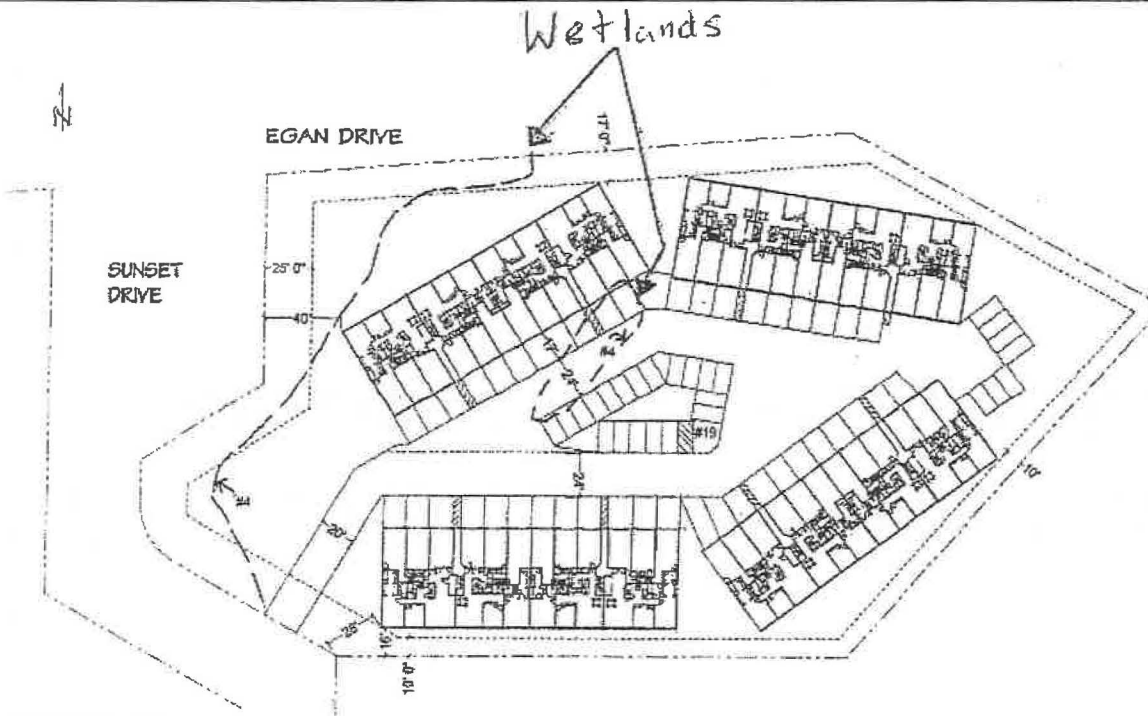 Wetlands
N
EGAN DRIVE
17' 0"
SUNSET
DRIVE
25' 0"
40'
17'
24'
#4
#19
24'
20'
10'
16'
10' 0"